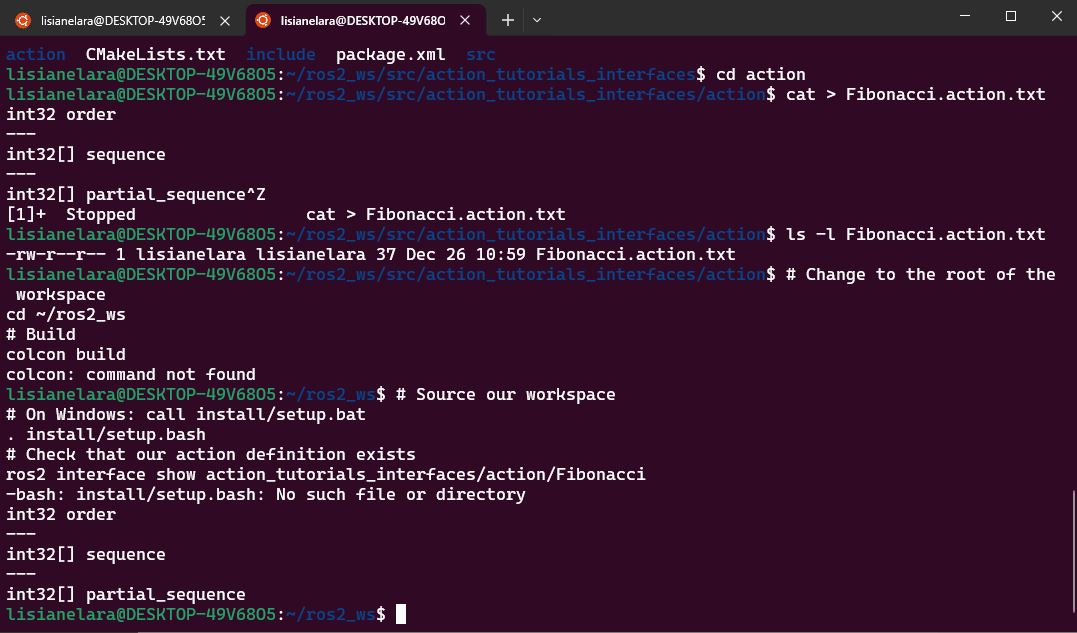 lisianelara@DESKTOP-49V68O5:
lisianelara@DESKTOP-49V68O
action  CMakeLists.txt  include  package.xml  src
lisianelara@DESKTOP-49V68O5:~/ros2_ws/src/action_tutorials_interfaces$ cd action
lisianelara@DESKTOP-49V68O5:~/ros2_ws/src/action_tutorials_interfaces/action$ cat > Fibonacci.action.txt
int32 order
---
int32[] sequence
---
int32[] partial_sequence^Z
[1]+  Stopped                 cat > Fibonacci.action.txt
lisianelara@DESKTOP-49V68O5:~/ros2_ws/src/action_tutorials_interfaces/action$ ls -l Fibonacci.action.txt
-rw-r--r-- 1 lisianelara lisianelara 37 Dec 26 10:59 Fibonacci.action.txt
lisianelara@DESKTOP-49V68O5:~/ros2_ws/src/action_tutorials_interfaces/action$ # Change to the root of the
 workspace
cd ~/ros2_ws
# Build
colcon build
colcon: command not found
lisianelara@DESKTOP-49V68O5:~/ros2_ws$ # Source our workspace
# On Windows: call install/setup.bat
. install/setup.bash
# Check that our action definition exists
ros2 interface show action_tutorials_interfaces/action/Fibonacci
-bash: install/setup.bash: No such file or directory
int32 order
---
int32[] sequence
---
int32[] partial_sequence
lisianelara@DESKTOP-49V68O5:~/ros2_ws$